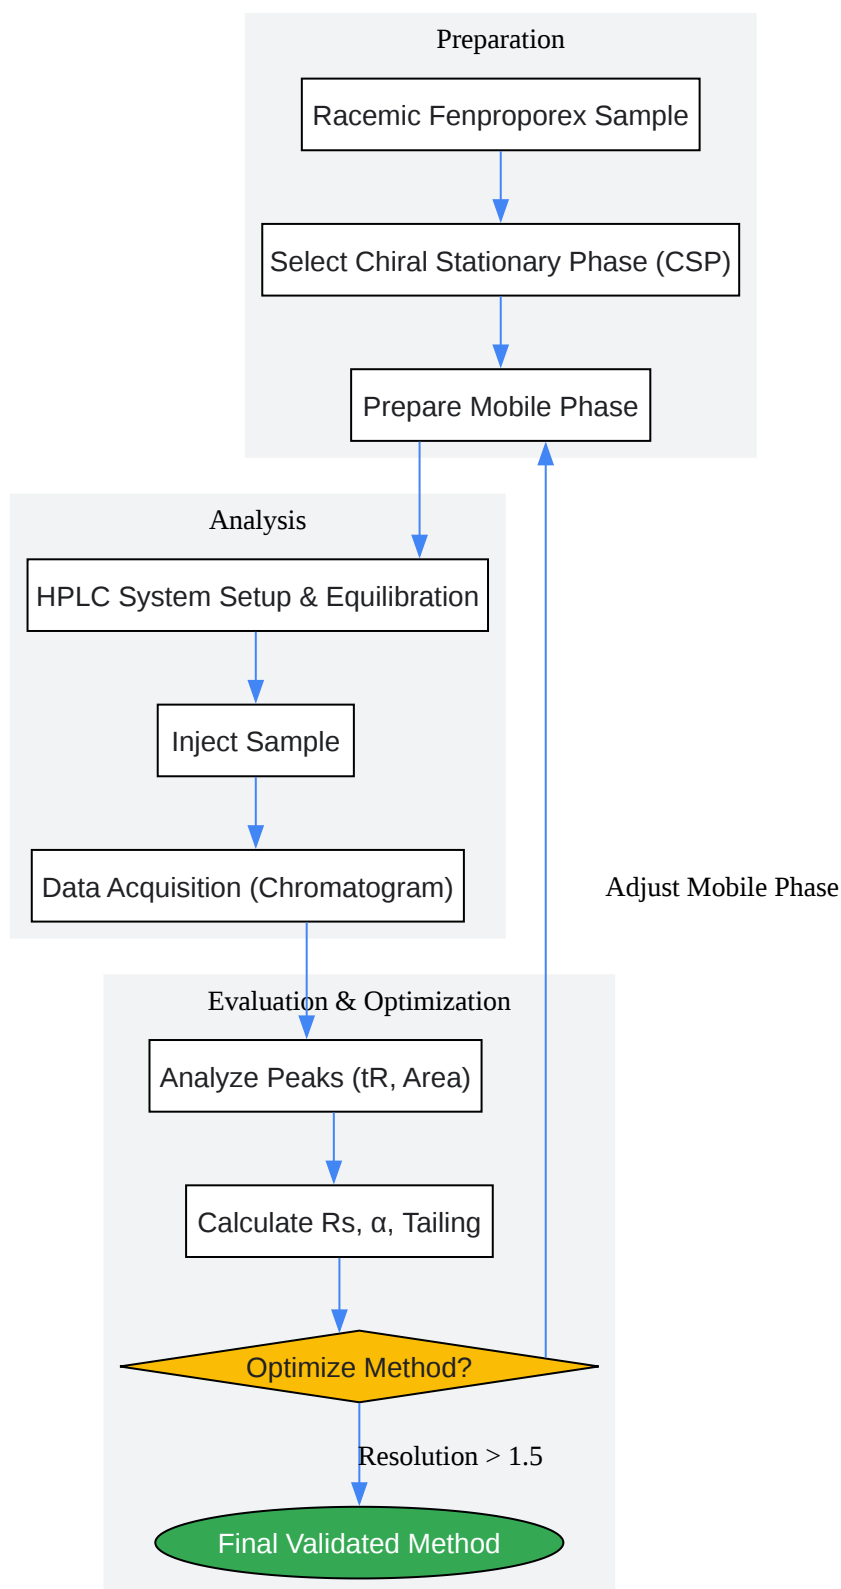 Preparation
Racemic Fenproporex Sample
Select Chiral Stationary Phase (CSP)
Prepare Mobile Phase
Analysis
HPLC System Setup & Equilibration
Inject Sample
Data Acquisition (Chromatogram)
Adjust Mobile Phase
Evaluation & Optimization
Analyze Peaks (tR, Area)
Calculate Rs, α, Tailing
Optimize Method?
Resolution > 1.5
Final Validated Method